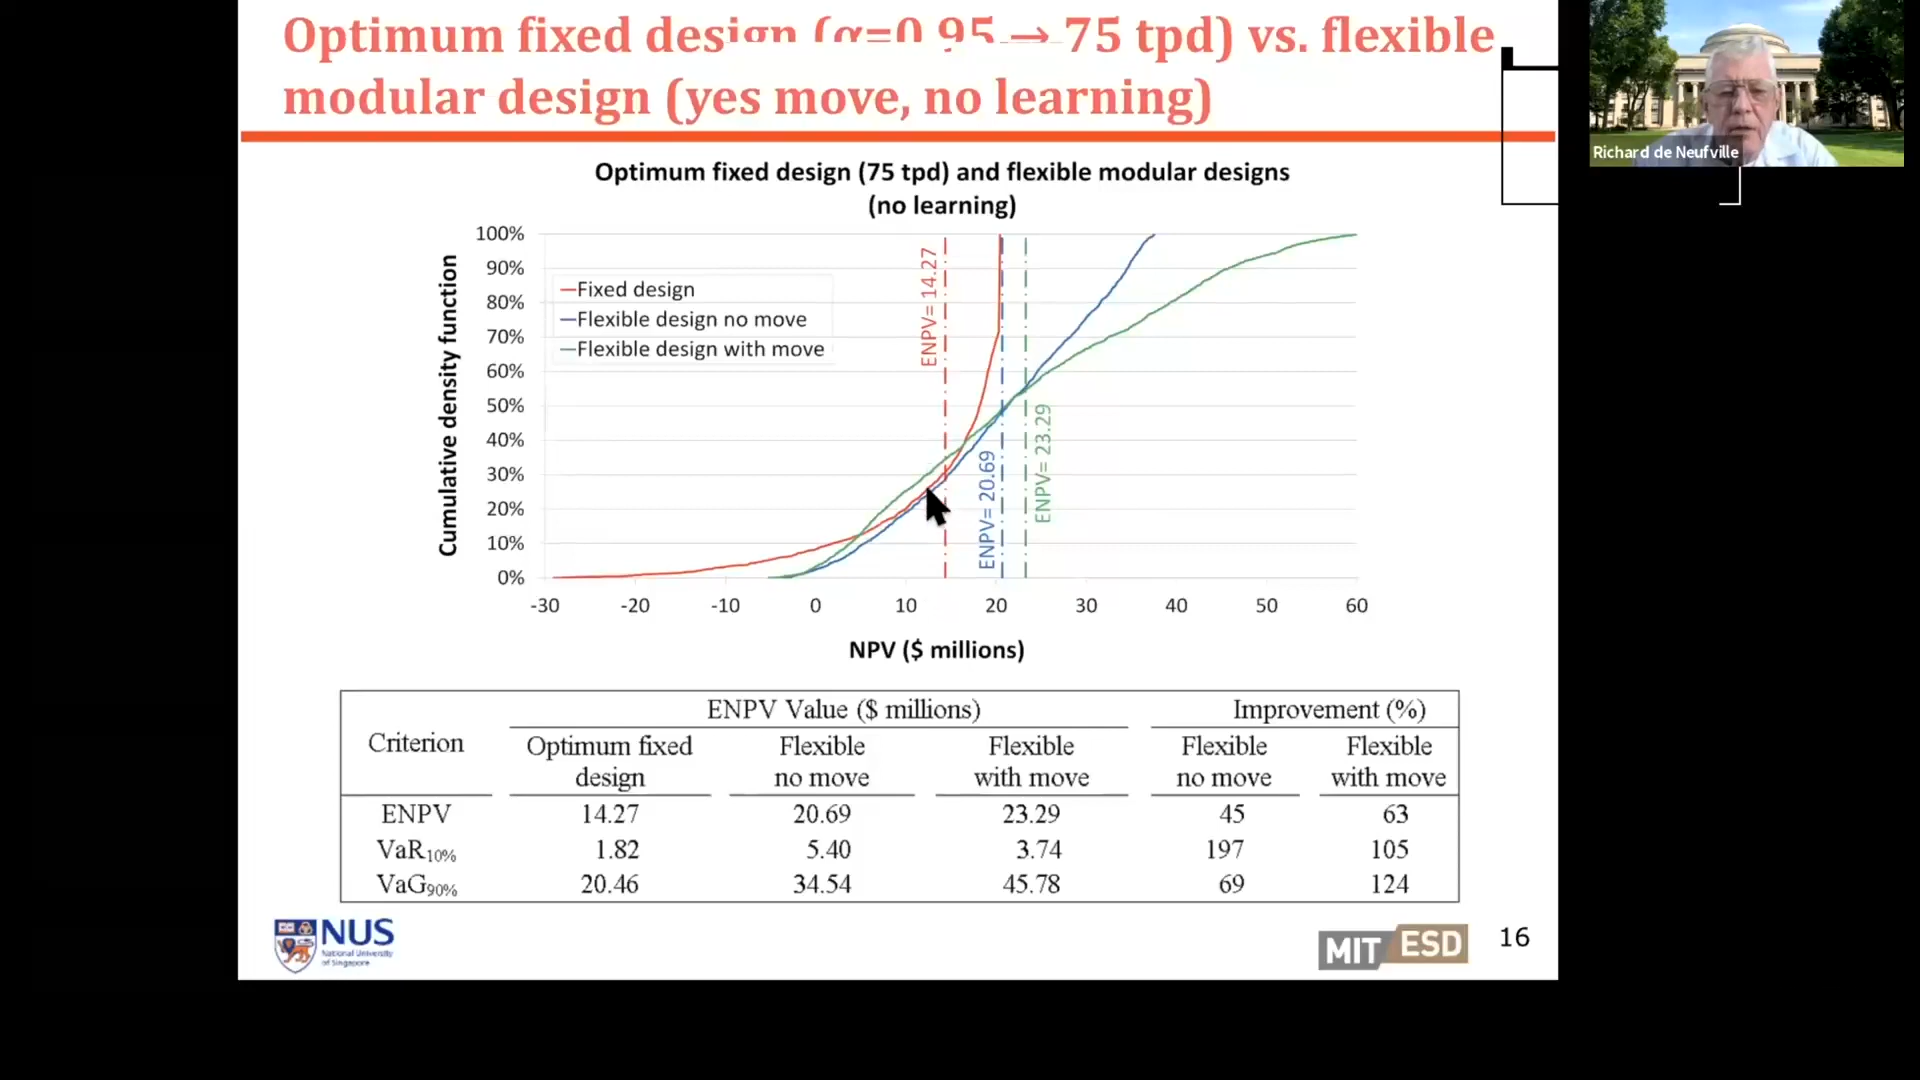 Optimum fixed design (α=0.95 → 75 tpd) vs. flexible
modular design (yes move, no learning)
Richard de Neufville
Optimum fixed design (75 tpd) and flexible modular designs
(no learning)
Cumulative density function
100%
90%
80%
70%
60%
50%
40%
30%
20%
10%
0%
Fixed design
Flexible design no move
Flexible design with move
ENPV= 14.27
ENPV= 20.69
ENPV= 23.29
-30 -20 -10 0 10 20 30 40 50 60
NPV ($ millions)
Criterion
ENPV Value ($ millions) Improvement (%)
Optimum fixed design
Flexible no move
Flexible with move
Flexible no move
Flexible with move
ENPV 14.27 20.69 23.29 45 63
VaR10% 1.82 5.40 3.74 197 105
VaG90% 20.46 34.54 45.78 69 124
NUS
National University
of Singapore
MIT ESD
16